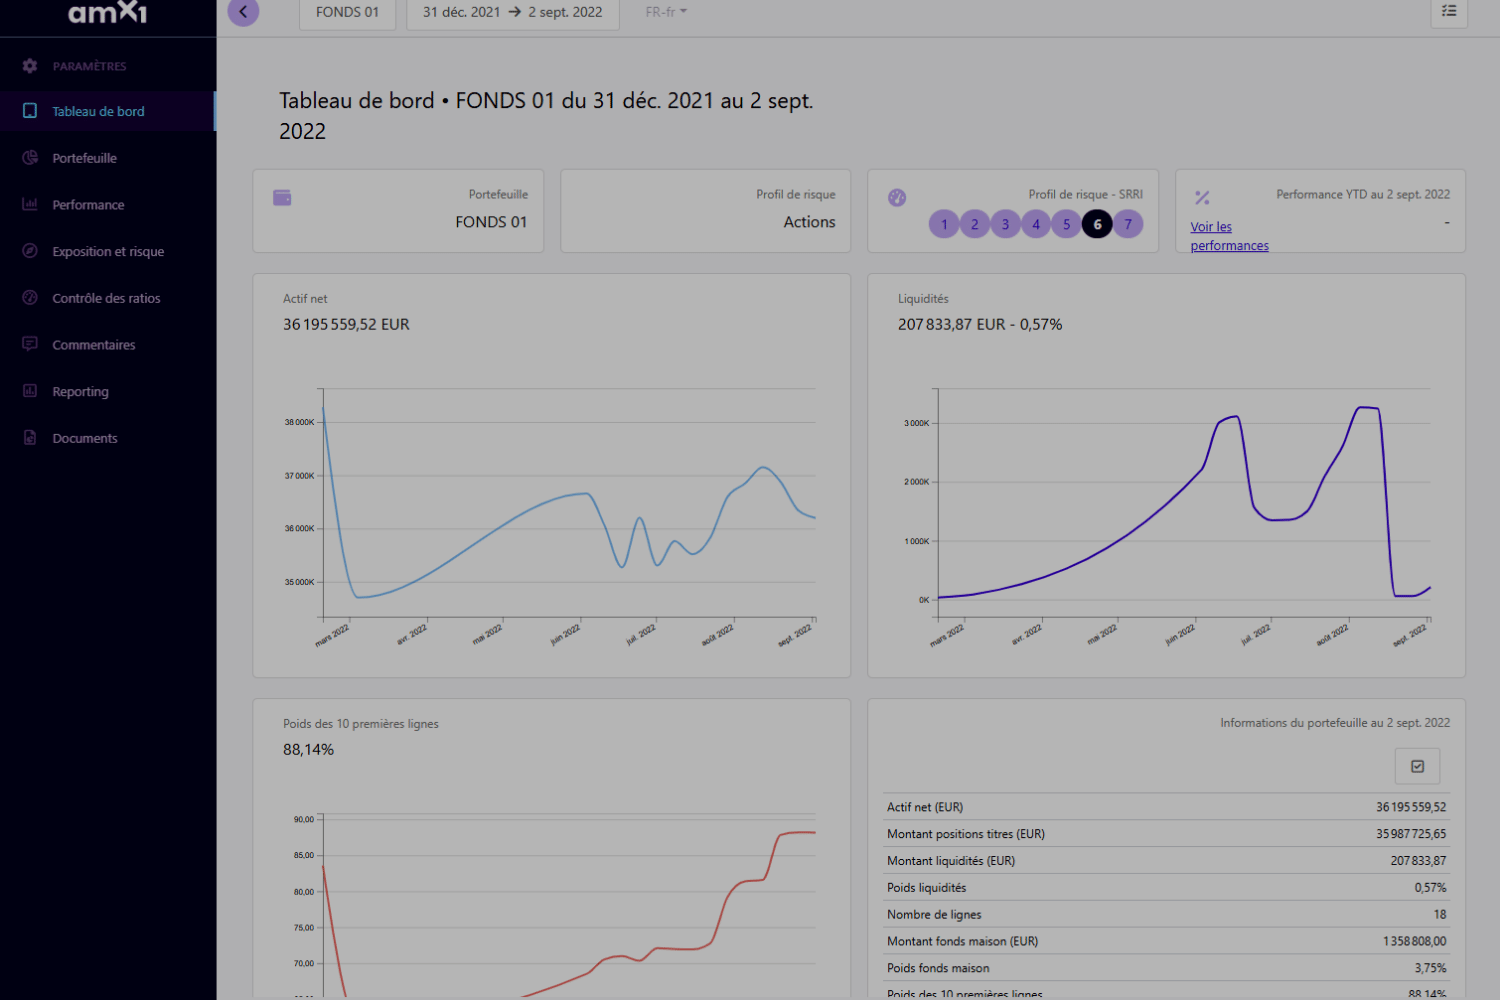 amX1
FONDS 01
31 déc. 2021 → 2 sept. 2022
FR-fr
PARAMÈTRES
Tableau de bord
Portefeuille
Performance
Exposition et risque
Contrôle des ratios
Commentaires
Reporting
Documents
Tableau de bord • FONDS 01 du 31 déc. 2021 au 2 sept.
2022
Portefeuille
FONDS 01
Profil de risque
Actions
Profil de risque - SRRI
1 2 3 4 5 6 7
Performance YTD au 2 sept. 2022
Voir les
performances
-
Actif net
36 195 559,52 EUR
38 000K
37 000K
36 000K
35 000K
mars 2022
avr. 2022
mai 2022
juin 2022
juil. 2022
août 2022
sept. 2022
Liquidités
207 833,87 EUR - 0,57%
3 000K
2 000K
1 000K
0K
mars 2022
avr. 2022
mai 2022
juin 2022
juil. 2022
août 2022
sept. 2022
Poids des 10 premières lignes
88,14%
90,00
85,00
80,00
75,00
70,00
Informations du portefeuille au 2 sept. 2022
Actif net (EUR) 36 195 559,52
Montant positions titres (EUR) 35 987 725,65
Montant liquidités (EUR) 207 833,87
Poids liquidités 0,57%
Nombre de lignes 18
Montant fonds maison (EUR) 1 358 808,00
Poids fonds maison 3,75%
Poids des 10 premières lignes 88,14%